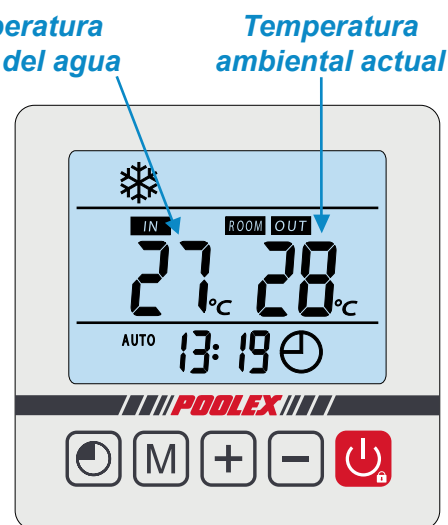 peratura
del agua
Temperatura
ambiental actual
IN ROOM OUT
27°C 28°C
AUTO 13:19
POOLEX
M + −